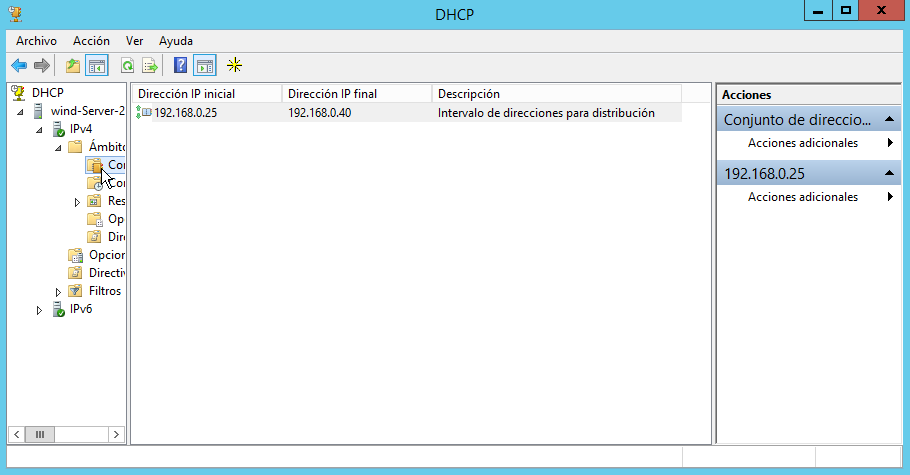 DHCP
Archivo Acción Ver Ayuda
DHCP
wind-Server-2
IPv4
Ámbito
Con
Con
Res
Op
Dire
Opcion
Directiv
Filtros
IPv6
Dirección IP inicial Dirección IP final Descripción
192.168.0.25 192.168.0.40 Intervalo de direcciones para distribución
Acciones
Conjunto de direccio...
Acciones adicionales
192.168.0.25
Acciones adicionales